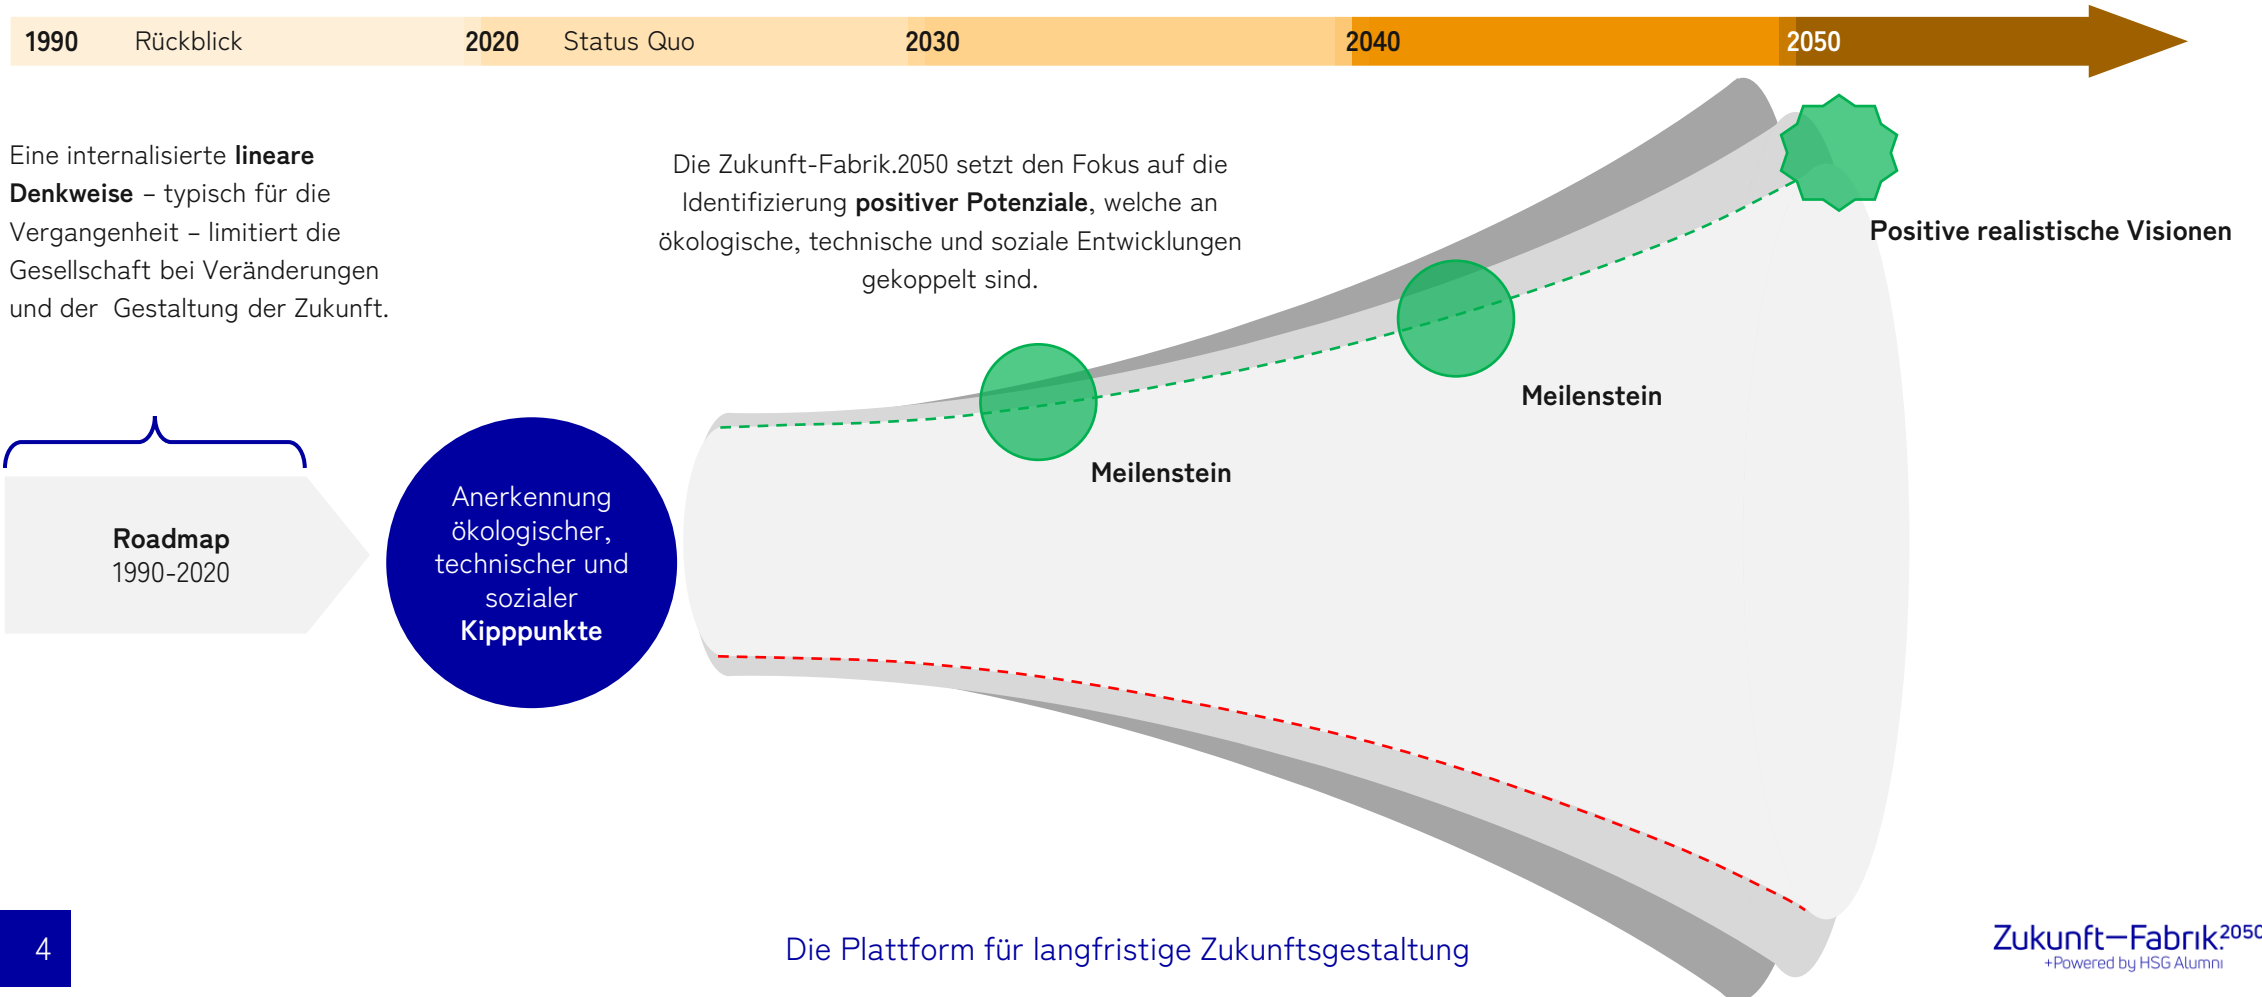 1990 Rückblick 2020 Status Quo 2030 2040 2050
Eine internalisierte lineare
Denkweise – typisch für die
Vergangenheit – limitiert die
Gesellschaft bei Veränderungen
und der  Gestaltung der Zukunft.
Die Zukunft-Fabrik.2050 setzt den Fokus auf die
Identifizierung positiver Potenziale, welche an
ökologische, technische und soziale Entwicklungen
gekoppelt sind.
Positive realistische Visionen
Meilenstein
Meilenstein
Roadmap
1990-2020
Anerkennung
ökologischer,
technischer und
sozialer
Kipppunkte
4
Die Plattform für langfristige Zukunftsgestaltung
Zukunft—Fabrik.2050
+Powered by HSG Alumni